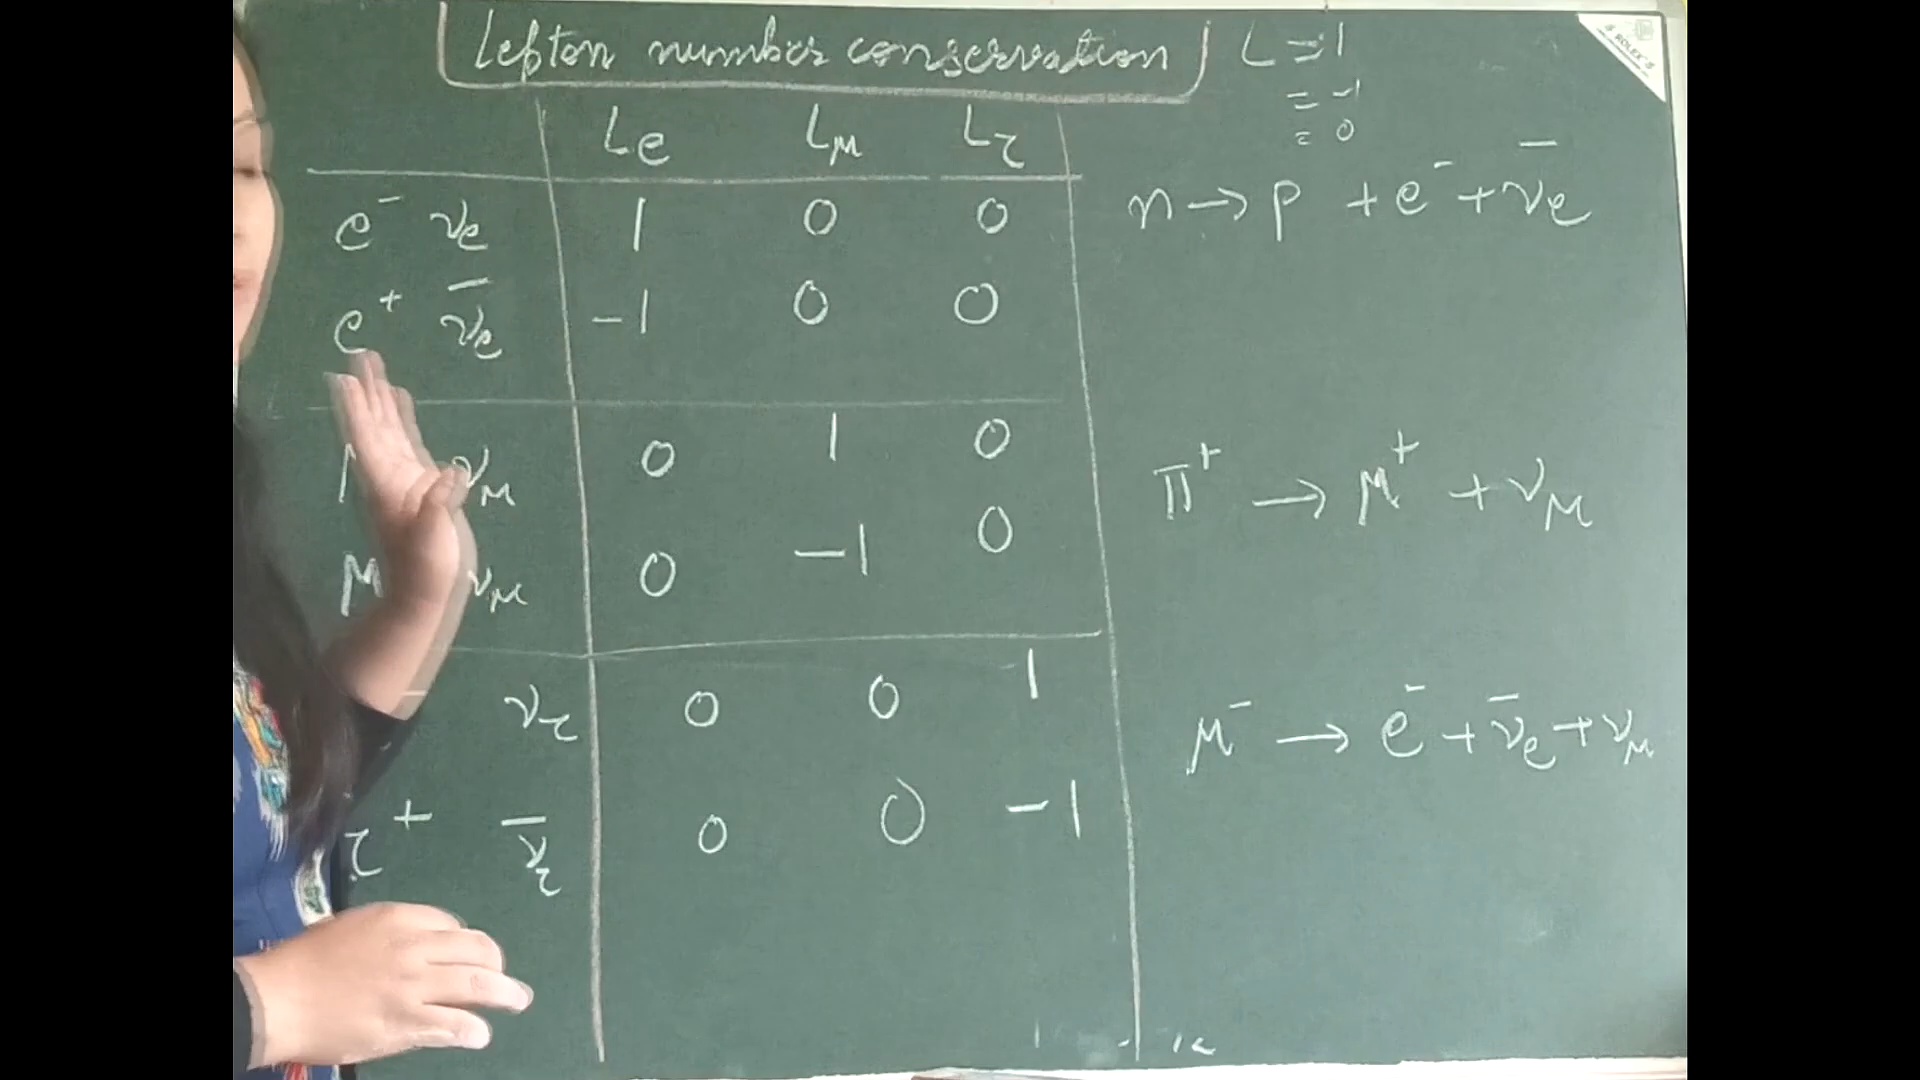 Lepton number conservation L = 1
= -1
= 0
Le Lμ Lτ
e⁻ νe 1 0 0
e⁺ ν̄e -1 0 0
νμ 0 1 0
μ νμ 0 -1 0
ντ 0 0 1
τ⁺ ν̄τ 0 0 -1
n → p + e⁻ + ν̄e
π⁺ → μ⁺ + νμ
μ⁻ → e⁻ + ν̄e + νμ
ROLEX